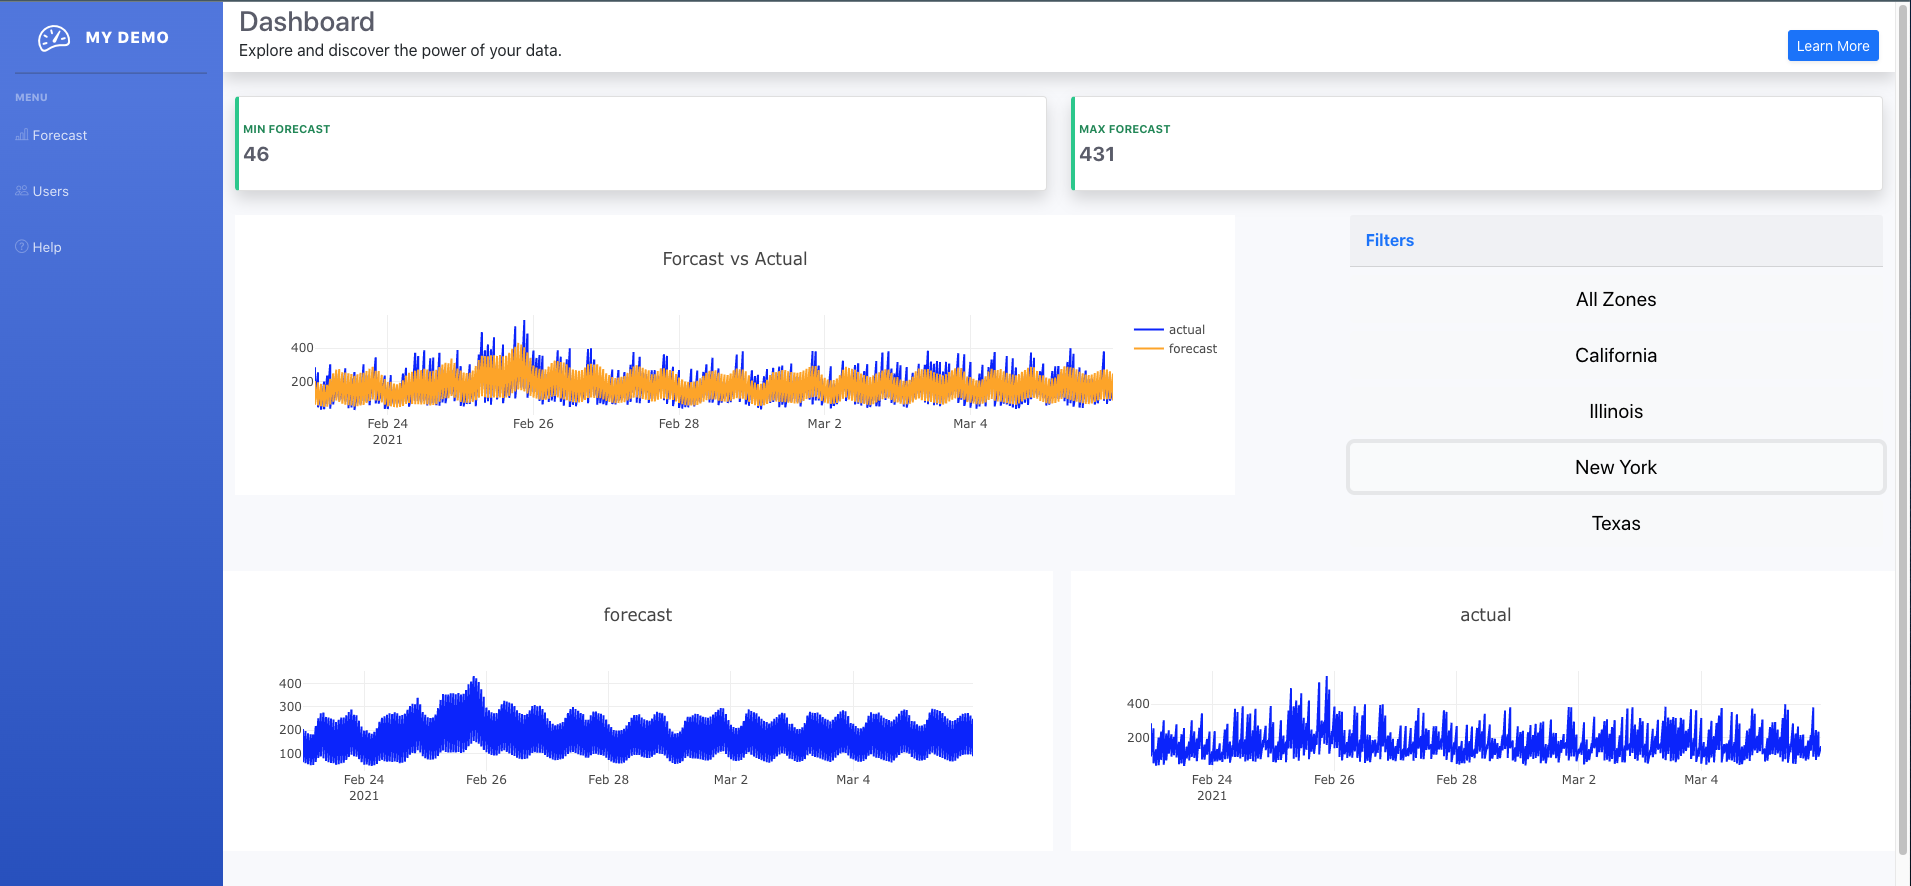 MY DEMO
MENU
Forecast
Users
Help
Dashboard
Explore and discover the power of your data.
Learn More
MIN FORECAST
46
MAX FORECAST
431
Forcast vs Actual
400
200
Feb 24
2021
Feb 26
Feb 28
Mar 2
Mar 4
actual
forecast
Filters
All Zones
California
Illinois
New York
Texas
forecast
400
300
200
100
Feb 24
2021
Feb 26
Feb 28
Mar 2
Mar 4
actual
400
200
Feb 24
2021
Feb 26
Feb 28
Mar 2
Mar 4